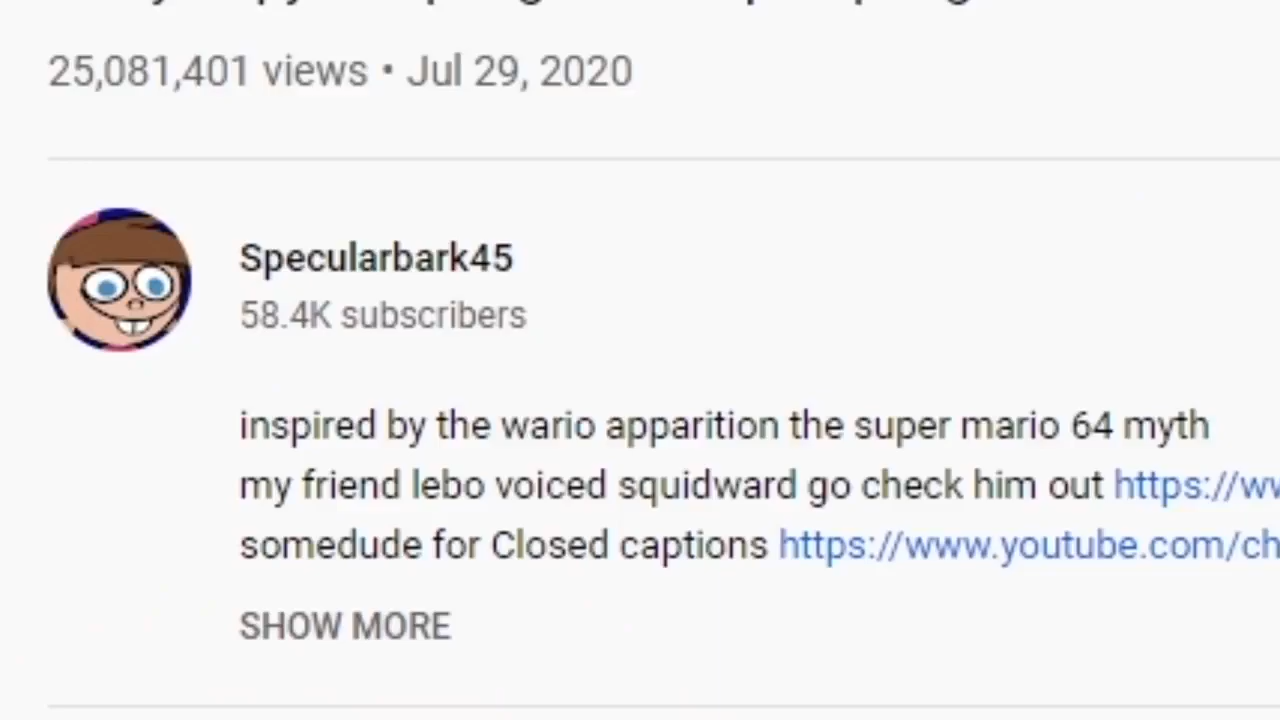 25,081,401 views • Jul 29, 2020
Specularbark45
58.4K subscribers
inspired by the wario apparition the super mario 64 myth
my friend lebo voiced squidward go check him out https://ww
somedude for Closed captions https://www.youtube.com/ch
SHOW MORE